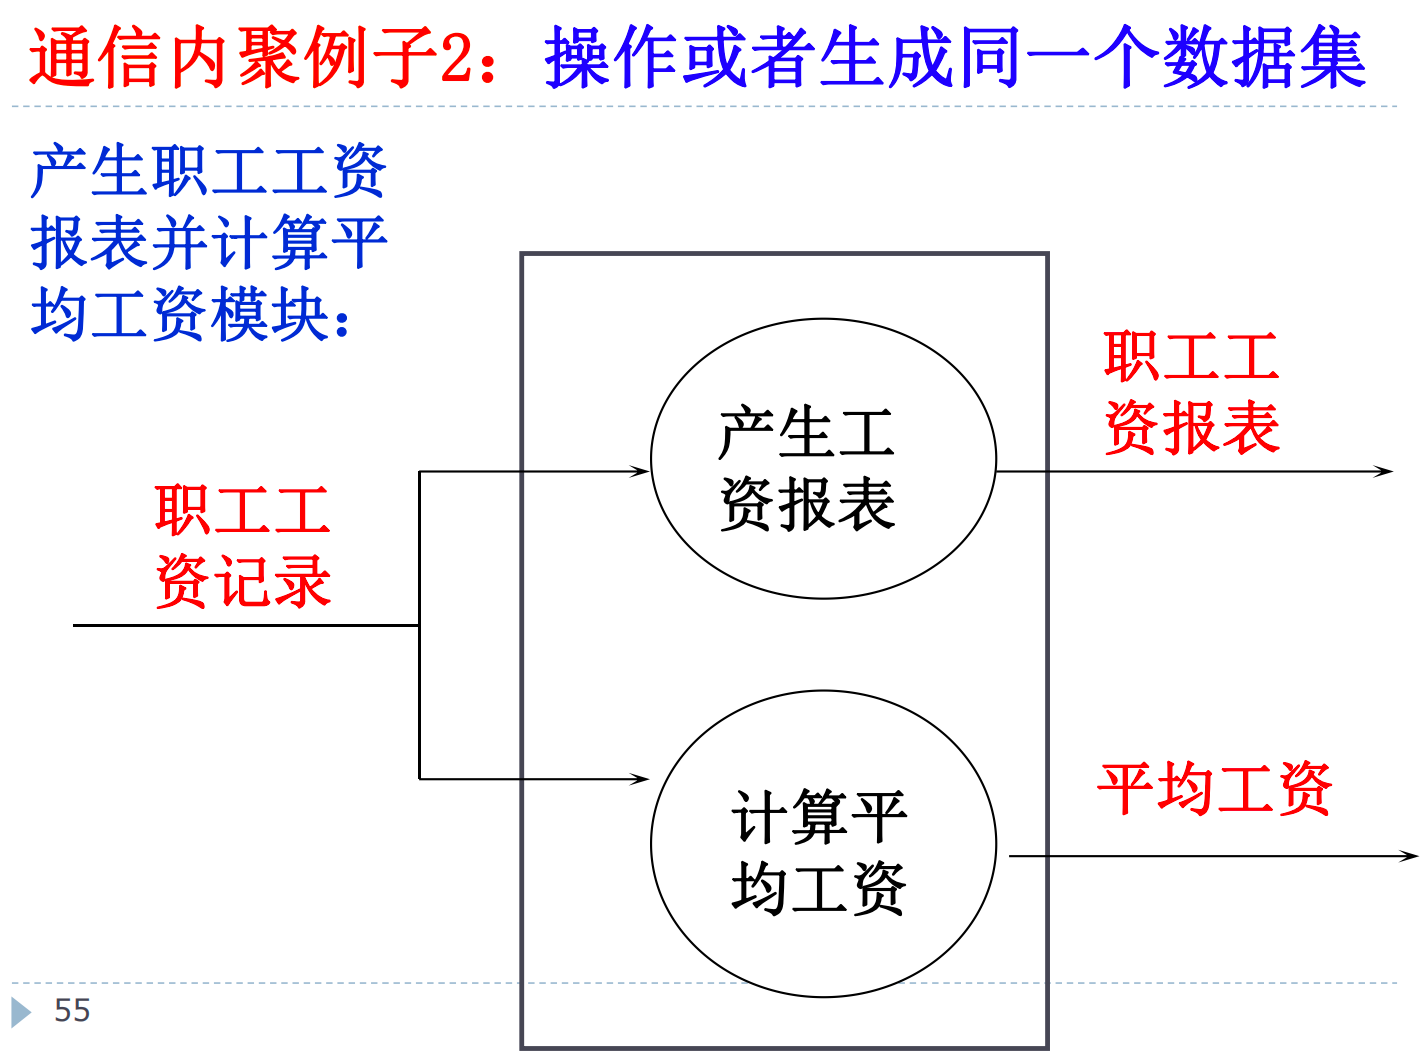 通信内聚例子2：操作或者生成同一个数据集
产生职工工资
报表并计算平
均工资模块：
职工工
资记录
产生工
资报表
职工工
资报表
计算平
均工资
平均工资
55